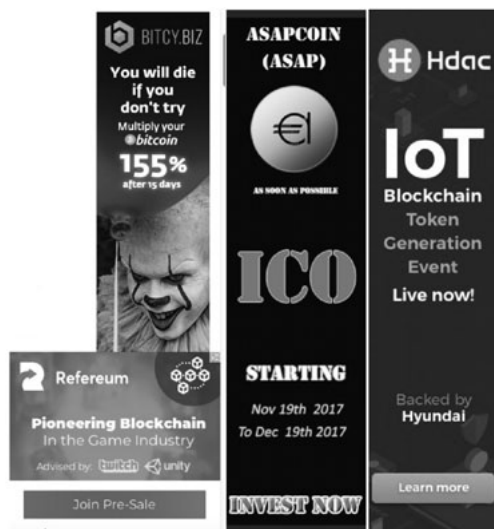 BITCY.BIZ
You will die
if you
don't try
Multiply your
bitcoin
155%
after 15 days
Refereum
Pioneering Blockchain
In the Game Industry
Advised by: twitch unity
Join Pre-Sale
ASAPCOIN
(ASAP)
AS SOON AS POSSIBLE
ICO
STARTING
Nov 19th 2017
To Dec 19th 2017
INVEST NOW
Hdac
IoT
Blockchain
Token
Generation
Event
Live now!
Backed by
Hyundai
Learn more